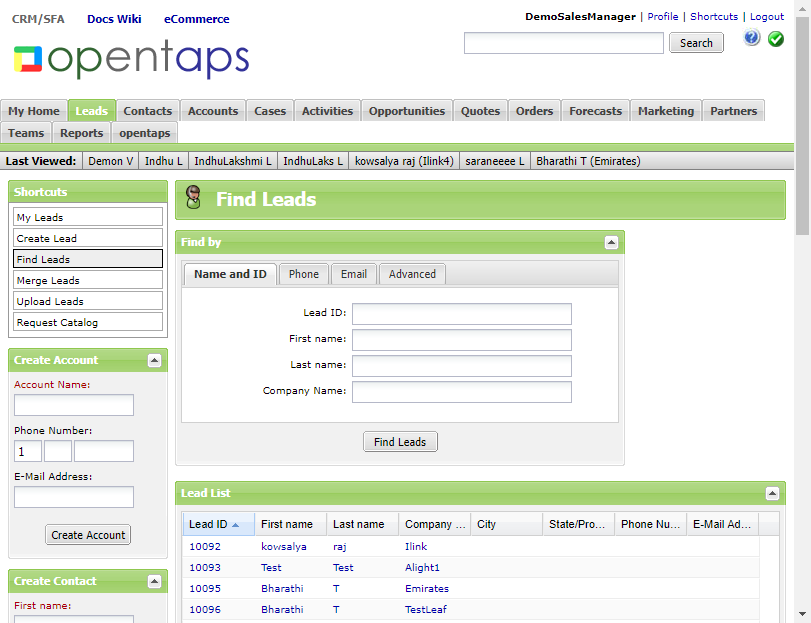 CRM/SFA Docs Wiki eCommerce
DemoSalesManager | Profile | Shortcuts | Logout
opentaps
Search
My Home Leads Contacts Accounts Cases Activities Opportunities Quotes Orders Forecasts Marketing Partners
Teams Reports opentaps
Last Viewed: Demon V Indhu L IndhuLakshmi L IndhuLaks L kowsalya raj (Ilink4) saraneeee L Bharathi T (Emirates)
Shortcuts
My Leads
Create Lead
Find Leads
Merge Leads
Upload Leads
Request Catalog
Create Account
Account Name:
Phone Number:
1
E-Mail Address:
Create Account
Create Contact
First name:
Find Leads
Find by
Name and ID Phone Email Advanced
Lead ID:
First name:
Last name:
Company Name:
Find Leads
Lead List
Lead ID First name Last name Company ... City State/Pro... Phone Nu... E-Mail Ad...
10092 kowsalya raj Ilink
10093 Test Test Alight1
10095 Bharathi T Emirates
10096 Bharathi T TestLeaf